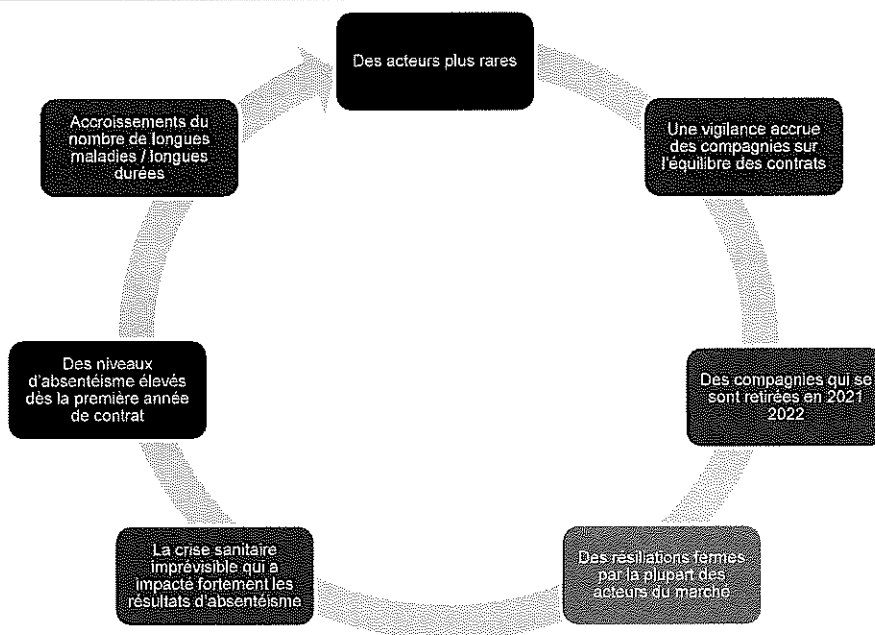 Des acteurs plus rares
Une vigilance accrue
des compagnies sur
l'équilibre des contrats
Des compagnies qui se
sont retirées en 2021
2022
Des résiliations fermes
par la plupart des
acteurs du marché
La crise sanitaire
imprévisible qui a
impacté fortement les
résultats d'absentéisme
Des niveaux
d'absentéisme élevés
dès la première année
de contrat
Accroissements du
nombre de longues
maladies / longues
durées